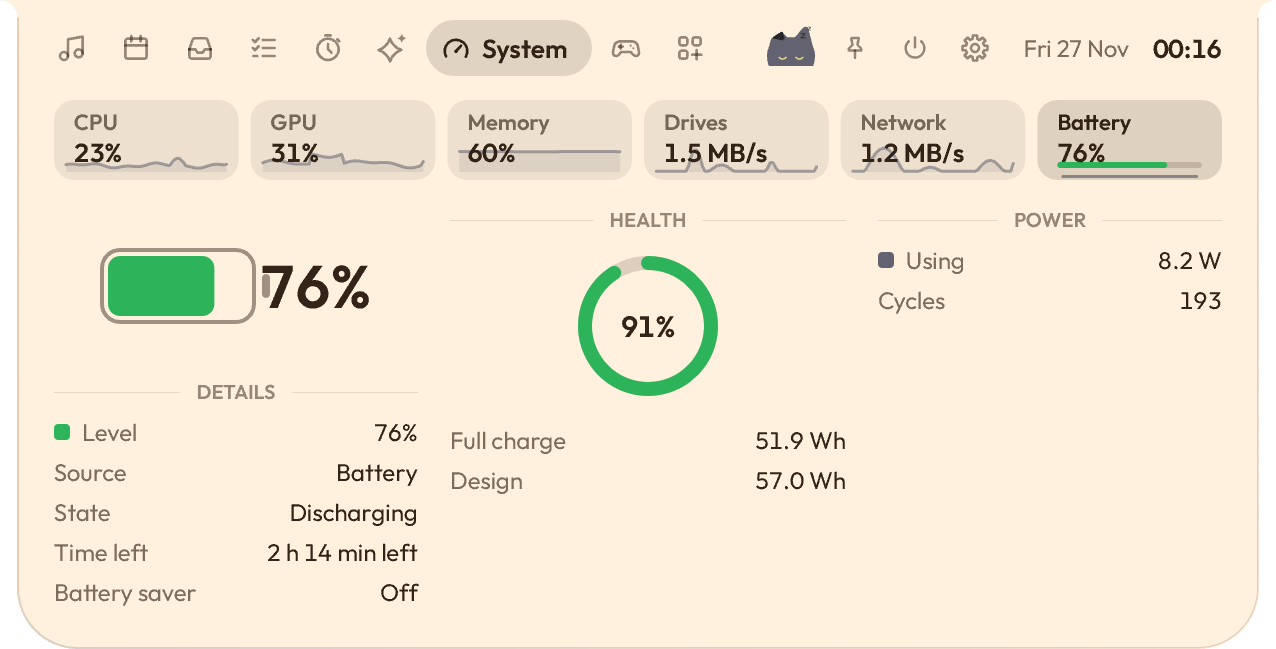 System
Fri 27 Nov 00:16
CPU
23%
GPU
31%
Memory
60%
Drives
1.5 MB/s
Network
1.2 MB/s
Battery
76%
76%
DETAILS
Level 76%
Source Battery
State Discharging
Time left 2 h 14 min left
Battery saver Off
HEALTH
91%
Full charge 51.9 Wh
Design 57.0 Wh
POWER
Using 8.2 W
Cycles 193